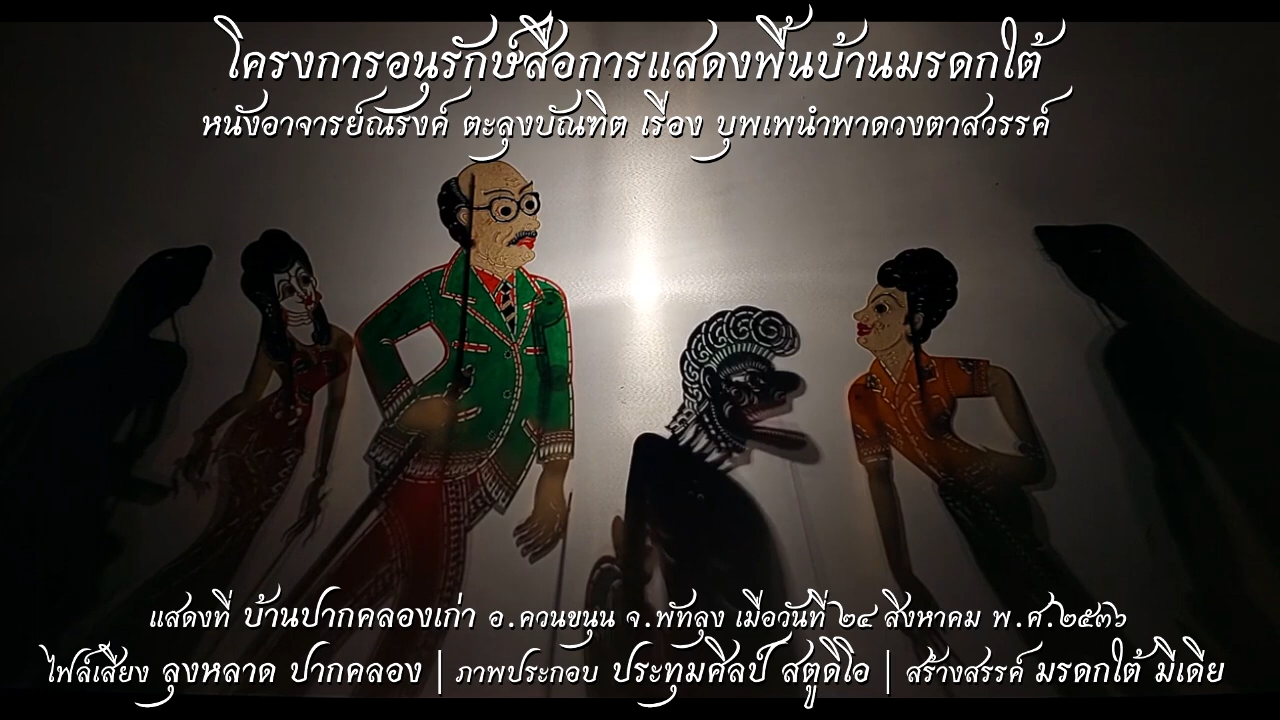 โครงการอนุรักษ์สื่อการแสดงพื้นบ้านมรดกใต้
หนังอาจารย์ณรงค์ ตะลุงบัณฑิต เรื่อง บุพเพนำพาดวงตาสวรรค์
แสดงที่ บ้านปากคลองเก่า อ.ควนขนุน จ.พัทลุง เมื่อวันที่ ๒๔ สิงหาคม พ.ศ.๒๕๓๖
ไฟล์เสียง ลุงหลาด ปากคลอง | ภาพประกอบ ประทุมศิลป์ สตูดิโอ | สร้างสรรค์ มรดกใต้ มีเดีย